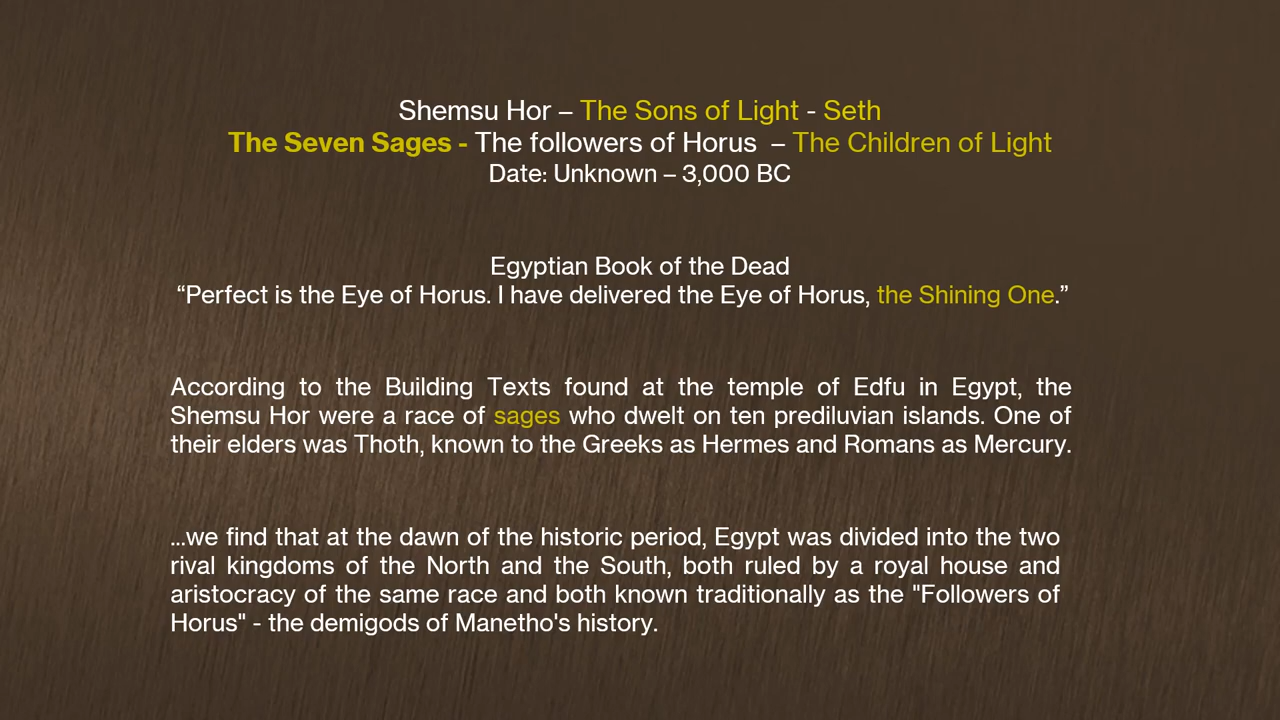 Shemsu Hor – The Sons of Light - Seth
The Seven Sages - The followers of Horus – The Children of Light
Date: Unknown – 3,000 BC
Egyptian Book of the Dead
“Perfect is the Eye of Horus. I have delivered the Eye of Horus, the Shining One.”
According to the Building Texts found at the temple of Edfu in Egypt, the
Shemsu Hor were a race of sages who dwelt on ten prediluvian islands. One of
their elders was Thoth, known to the Greeks as Hermes and Romans as Mercury.
...we find that at the dawn of the historic period, Egypt was divided into the two
rival kingdoms of the North and the South, both ruled by a royal house and
aristocracy of the same race and both known traditionally as the "Followers of
Horus" - the demigods of Manetho's history.